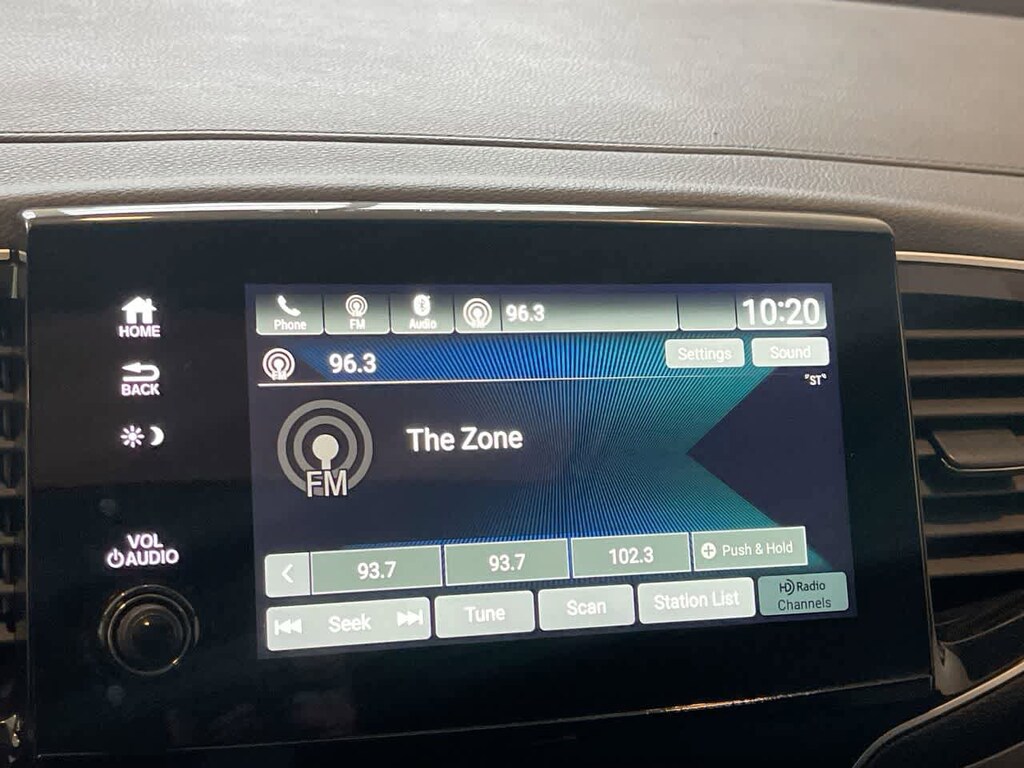 HOME
BACK
VOL
AUDIO
Phone FM Audio 96.3 10:20
FM 96.3 Settings Sound
"ST"
FM The Zone
93.7 93.7 102.3 Push & Hold
Seek Tune Scan Station List HD Radio
Channels